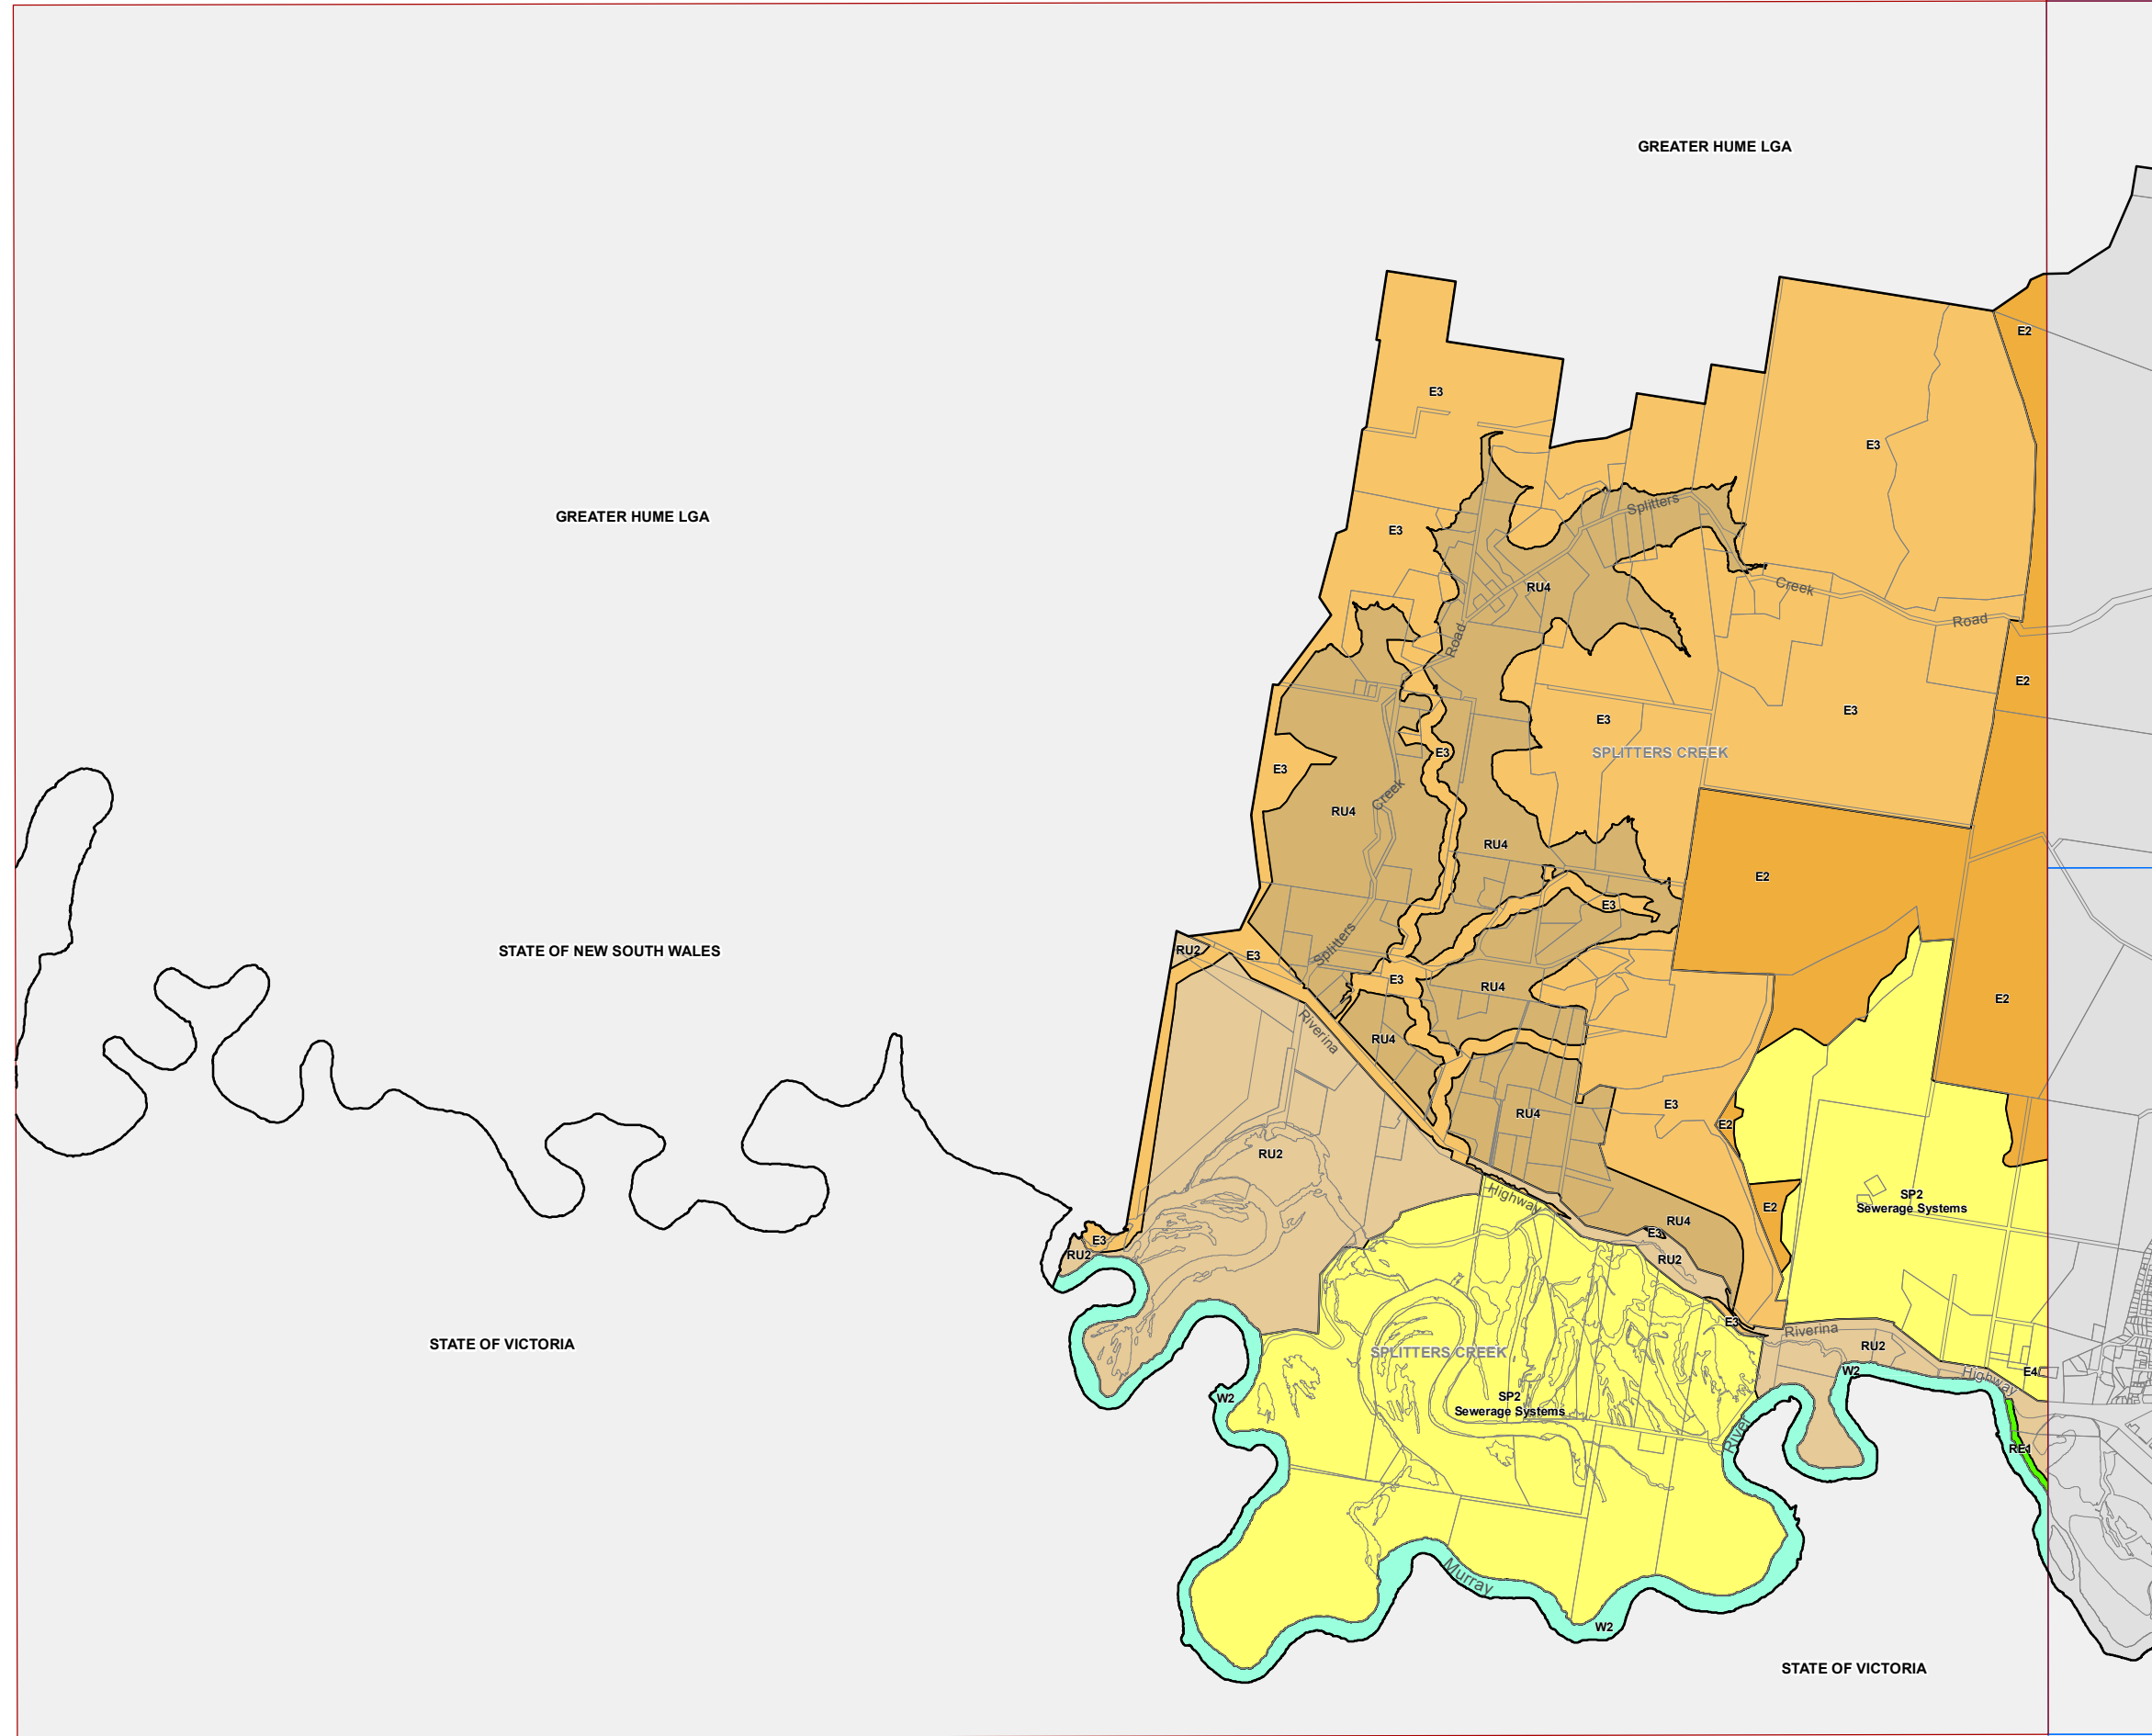 GREATER HUME LGA
E2
E3
E3
GREATER HUME LGA
Splitters
E3
RU4
Creek
Road
Road
E2
E3
E3
SPLITTERS CREEK
E3
E3
Creek
RU4
RU4
E2
E3
Splitters
RU2
STATE OF NEW SOUTH WALES
E3
E3
RU4
E2
Riverina
RU4
E3
RU4
E2
RU2
Highway
SP2
Sewerage Systems
E2
RU4
E3
E3
RU2
RU2
E3
Riverina
STATE OF VICTORIA
RU2
SPLITTERS CREEK
W2
E4
Highway
W2
SP2
Sewerage Systems
River
RE1
Murray
W2
STATE OF VICTORIA